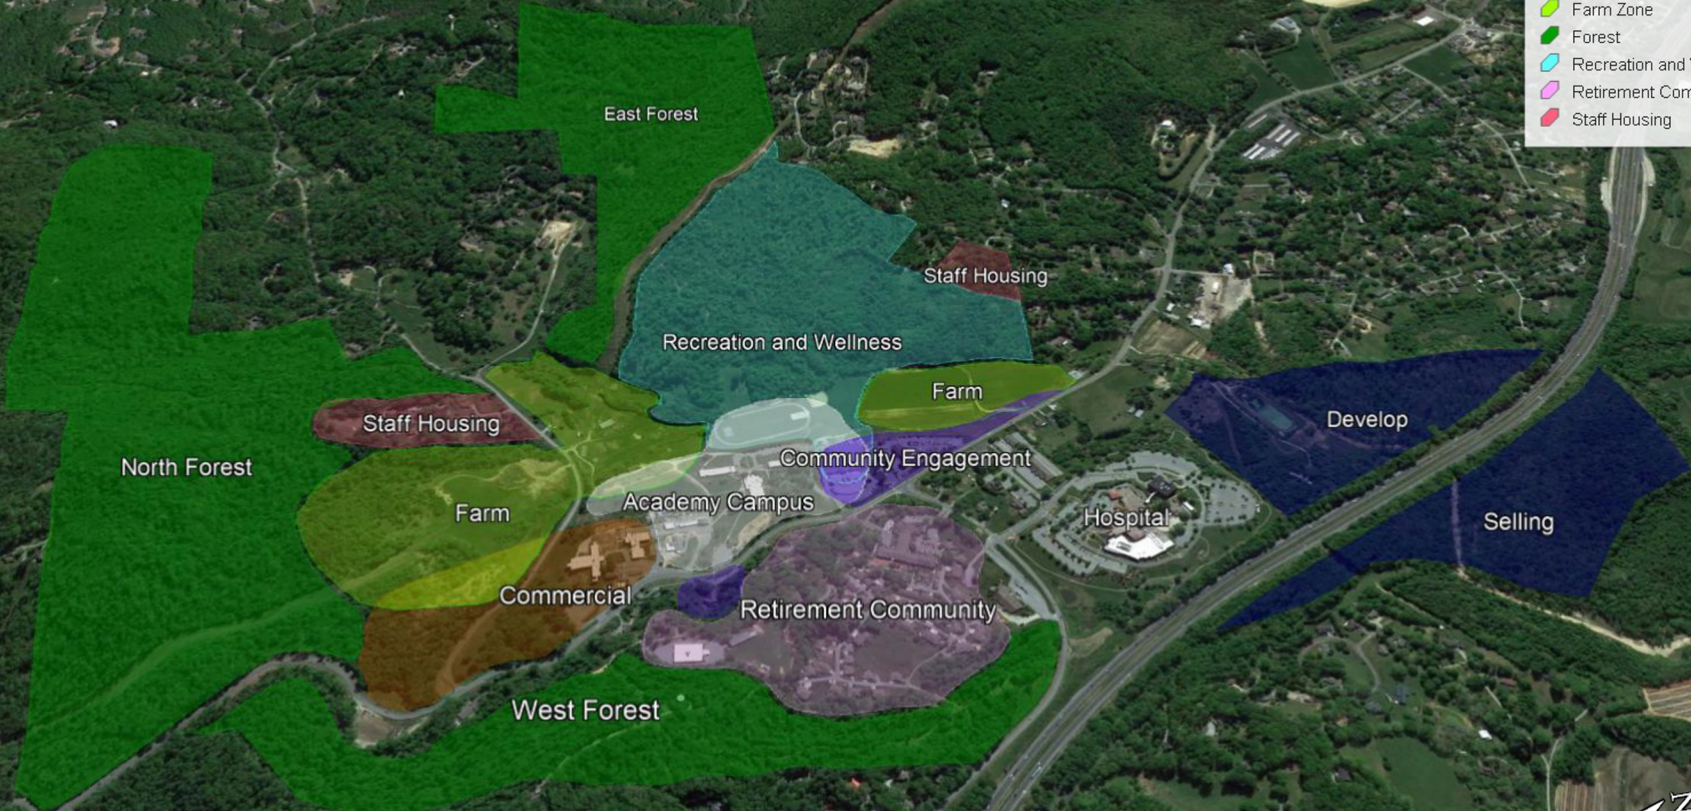 Farm Zone
Forest
Recreation and
Retirement Com
Staff Housing
East Forest
Staff Housing
Recreation and Wellness
Farm
Staff Housing
Develop
North Forest
Community Engagement
Academy Campus
Farm
Hospital
Selling
Commercial
Retirement Community
West Forest